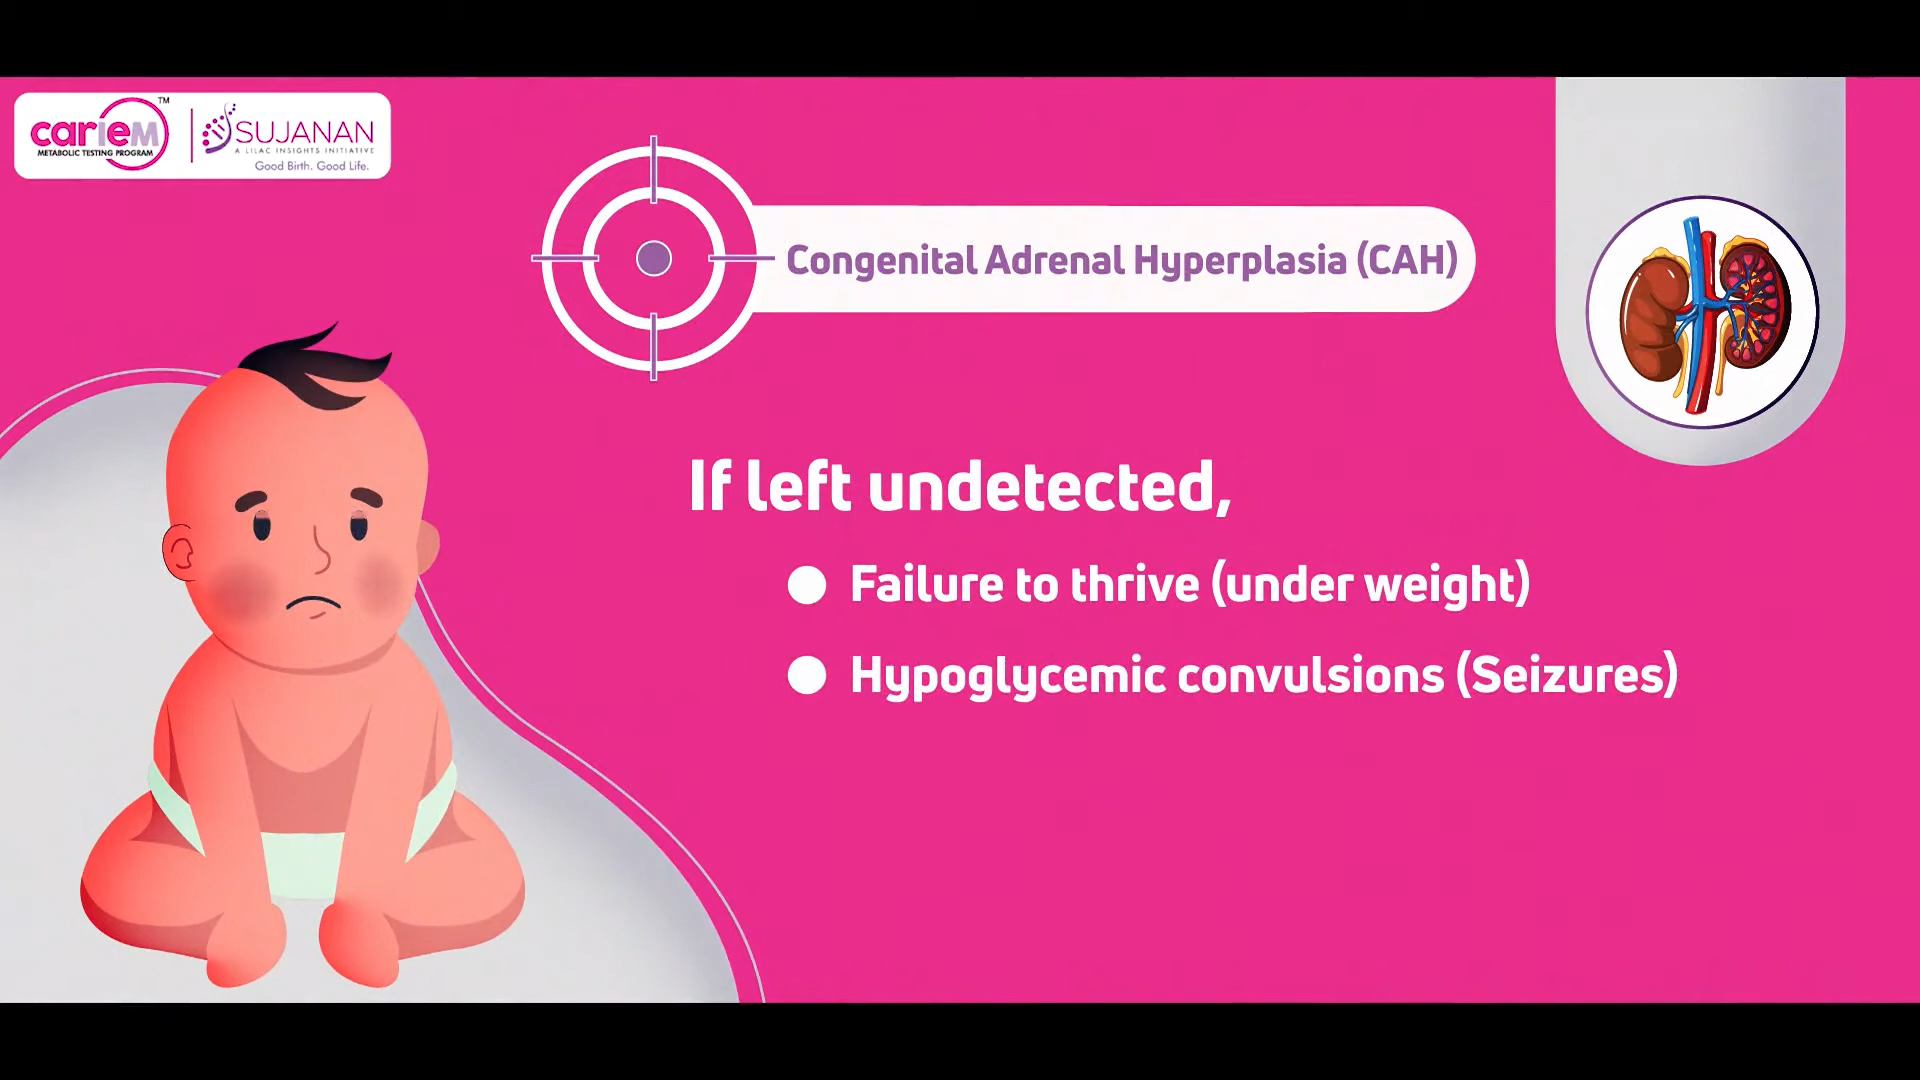 carieM™
METABOLIC TESTING PROGRAM
SUJANAN
A LILAC INSIGHTS INITIATIVE
Good Birth. Good Life.
Congenital Adrenal Hyperplasia (CAH)
If left undetected,
Failure to thrive (under weight)
Hypoglycemic convulsions (Seizures)